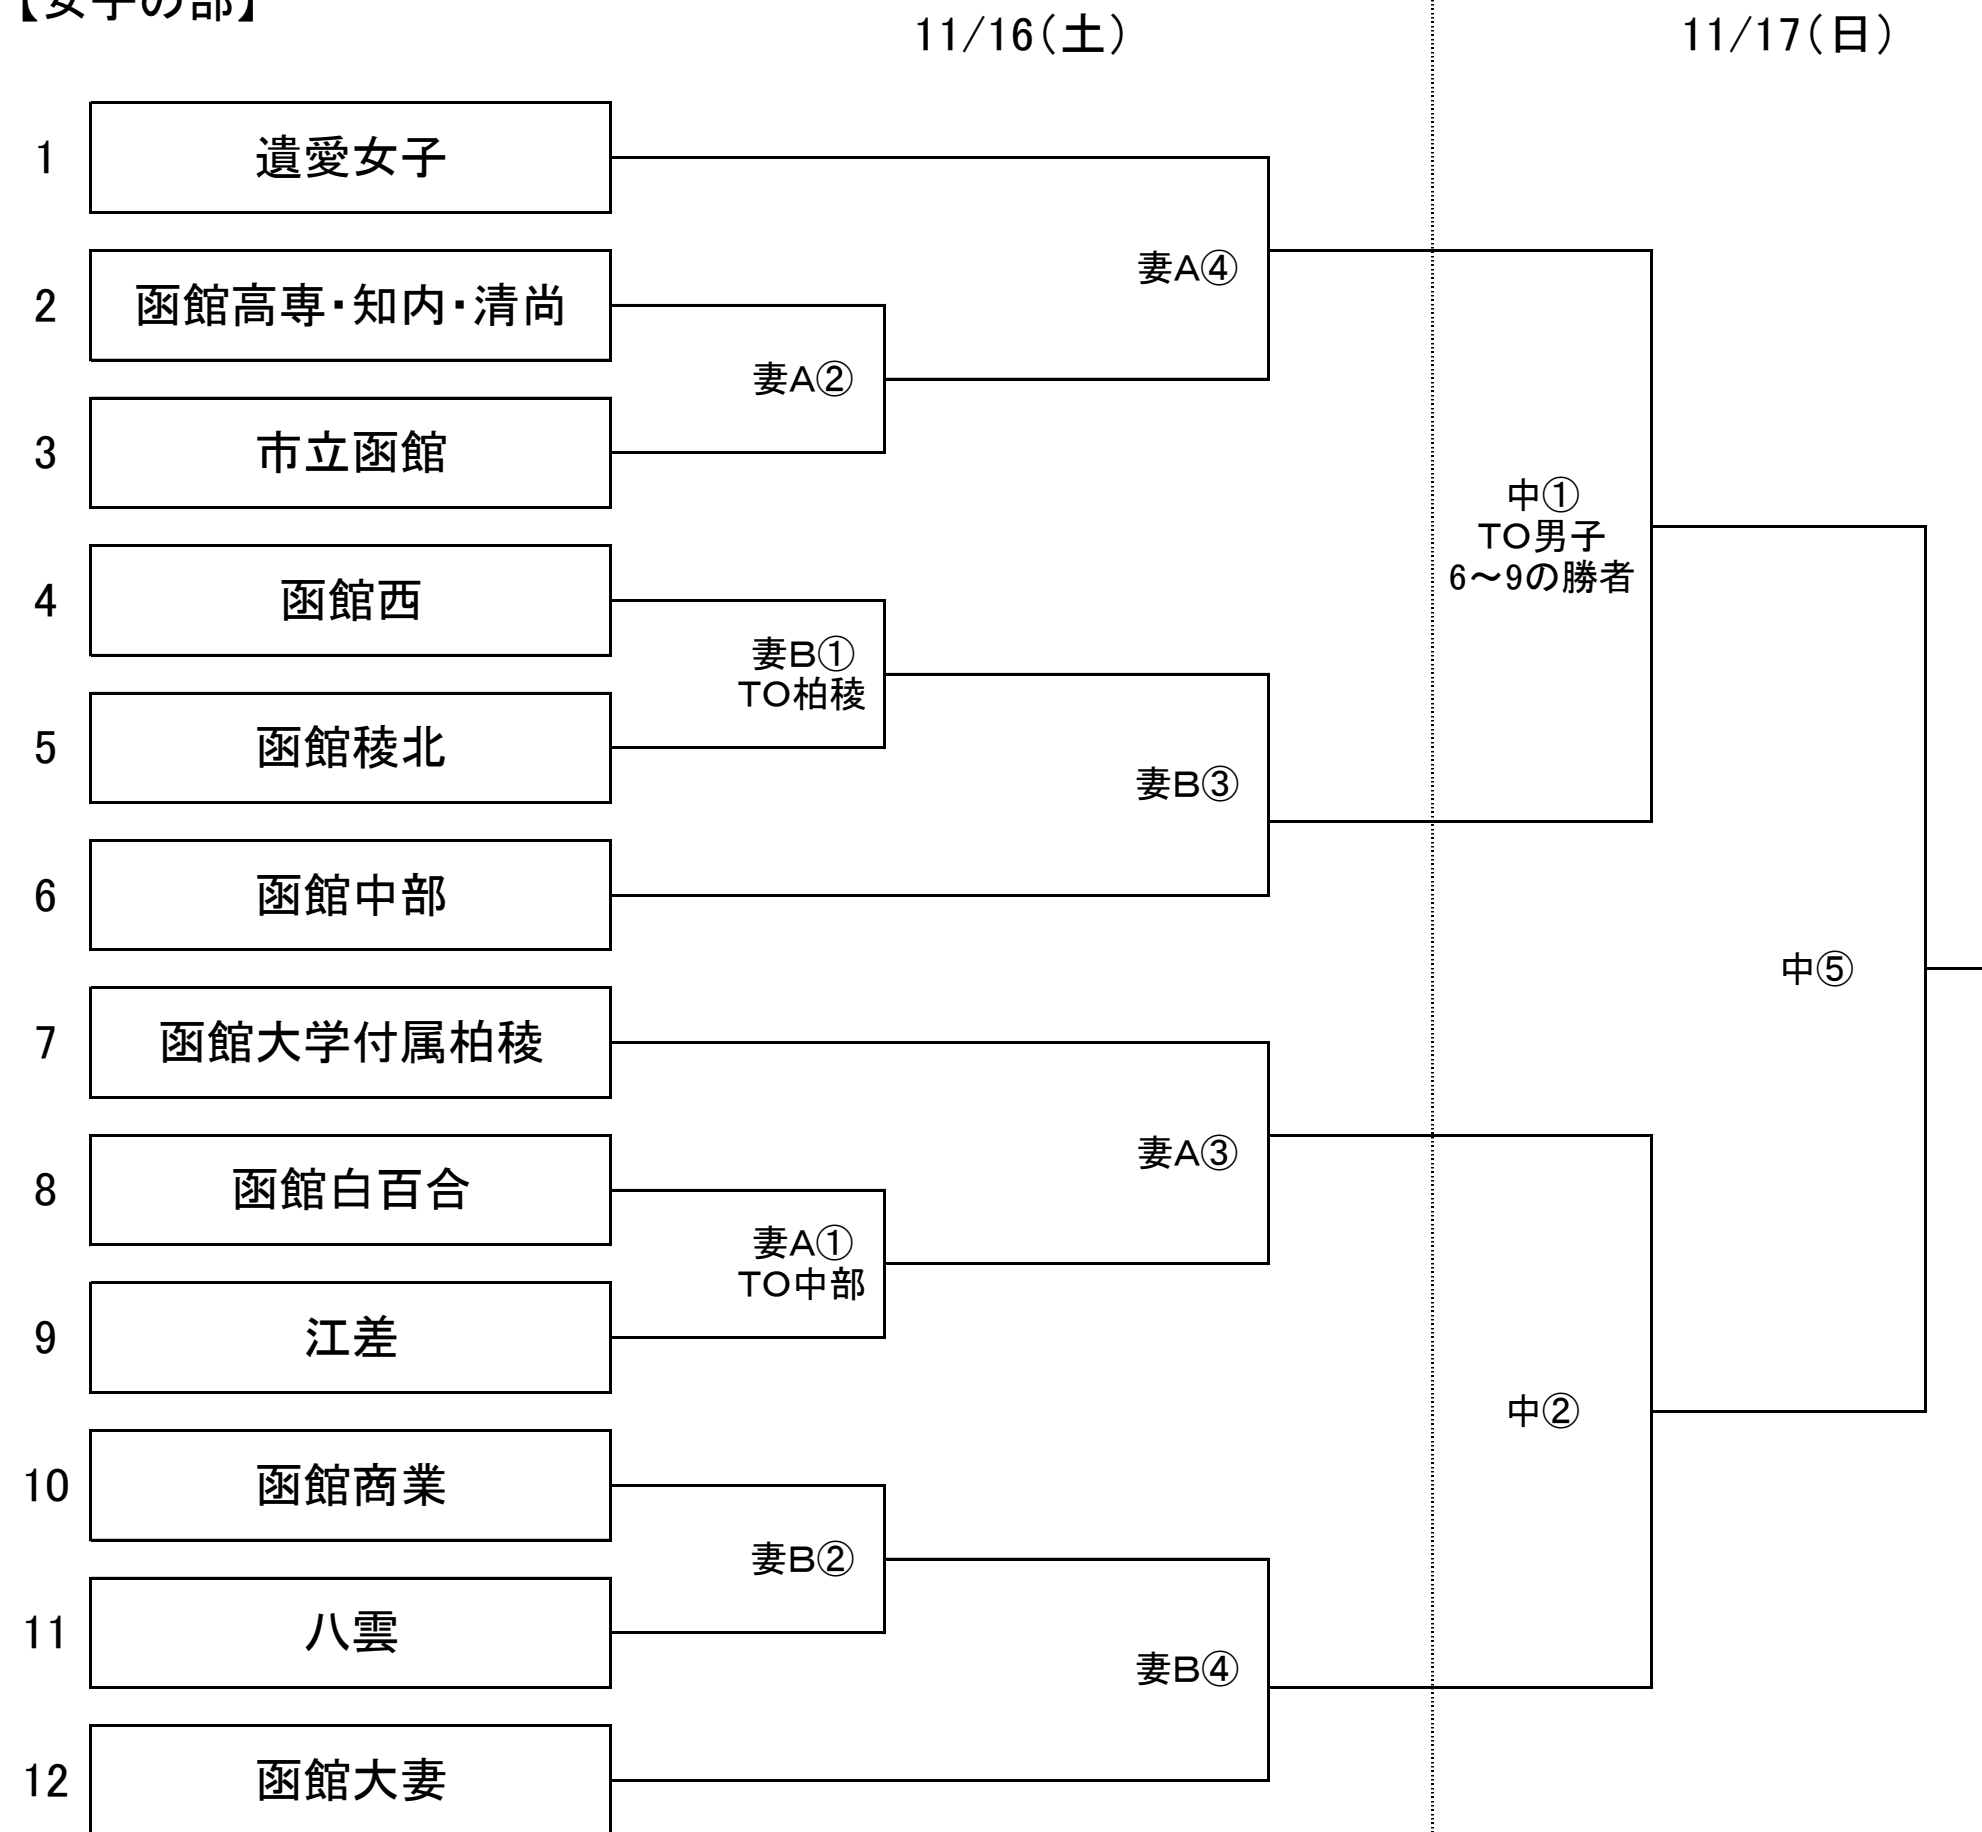 【女子の部】
11/16(土)
11/17(日)
1
遺愛女子
妻A④
2
函館高専・知内・清尚
妻A②
3
市立函館
中①
TO男子
6～9の勝者
4
函館西
妻B①
TO柏稜
5
函館稜北
妻B③
6
函館中部
中⑤
7
函館大学付属柏稜
妻A③
8
函館白百合
妻A①
TO中部
9
江差
中②
10
函館商業
妻B②
11
八雲
妻B④
12
函館大妻